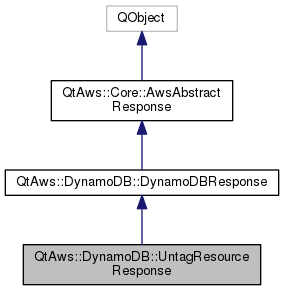 QObject
QtAws::Core::AwsAbstract
Response
QtAws::DynamoDB::DynamoDBResponse
QtAws::DynamoDB::UntagResource
Response